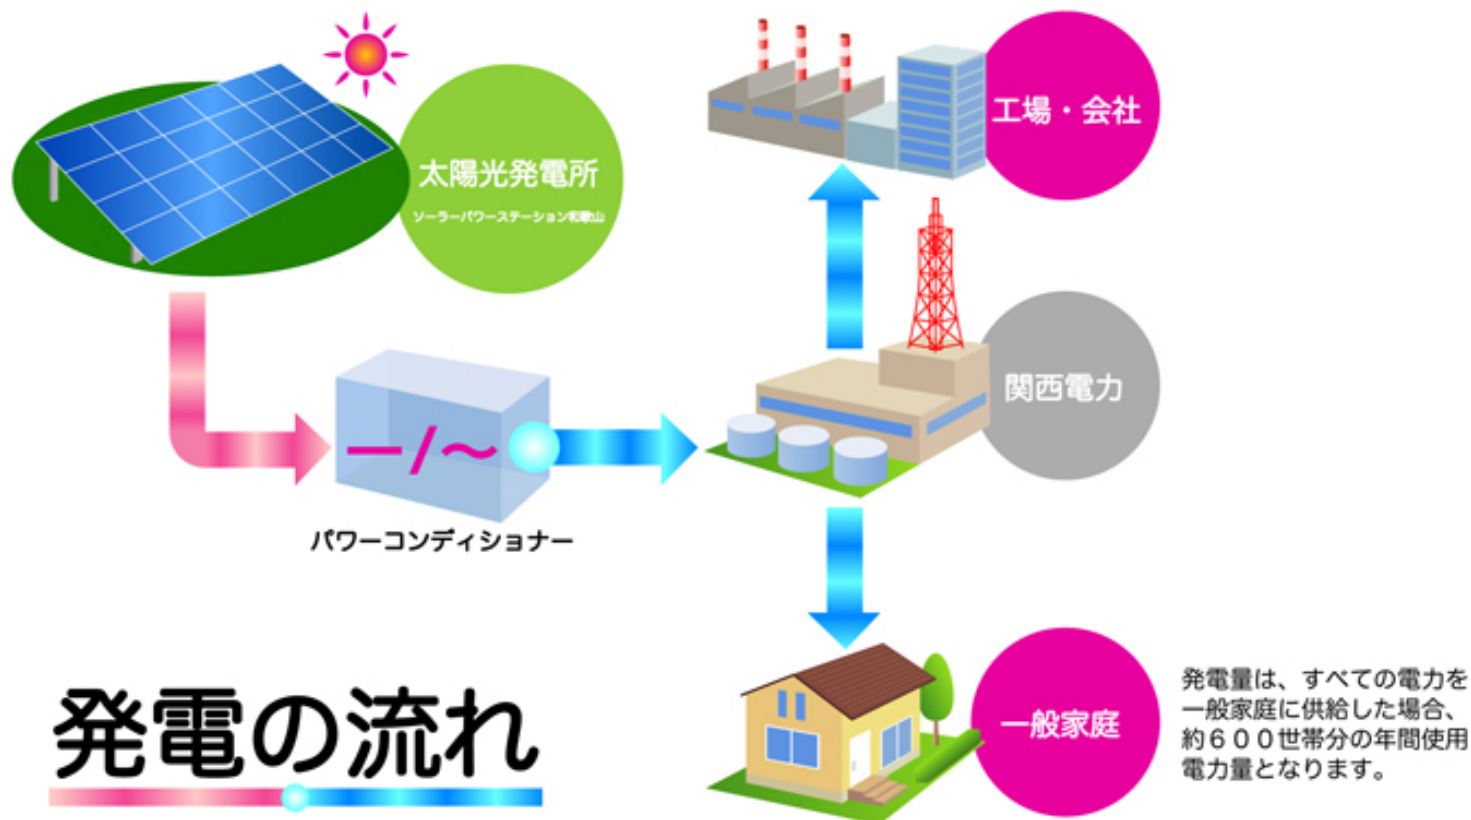 工場・会社
太陽光発電所
ソーラーパワーステーション和歌山
関西電力
ー/〜
パワーコンディショナー
発電の流れ
一般家庭
発電量は、すべての電力を
一般家庭に供給した場合、
約６００世帯分の年間使用
電力量となります。